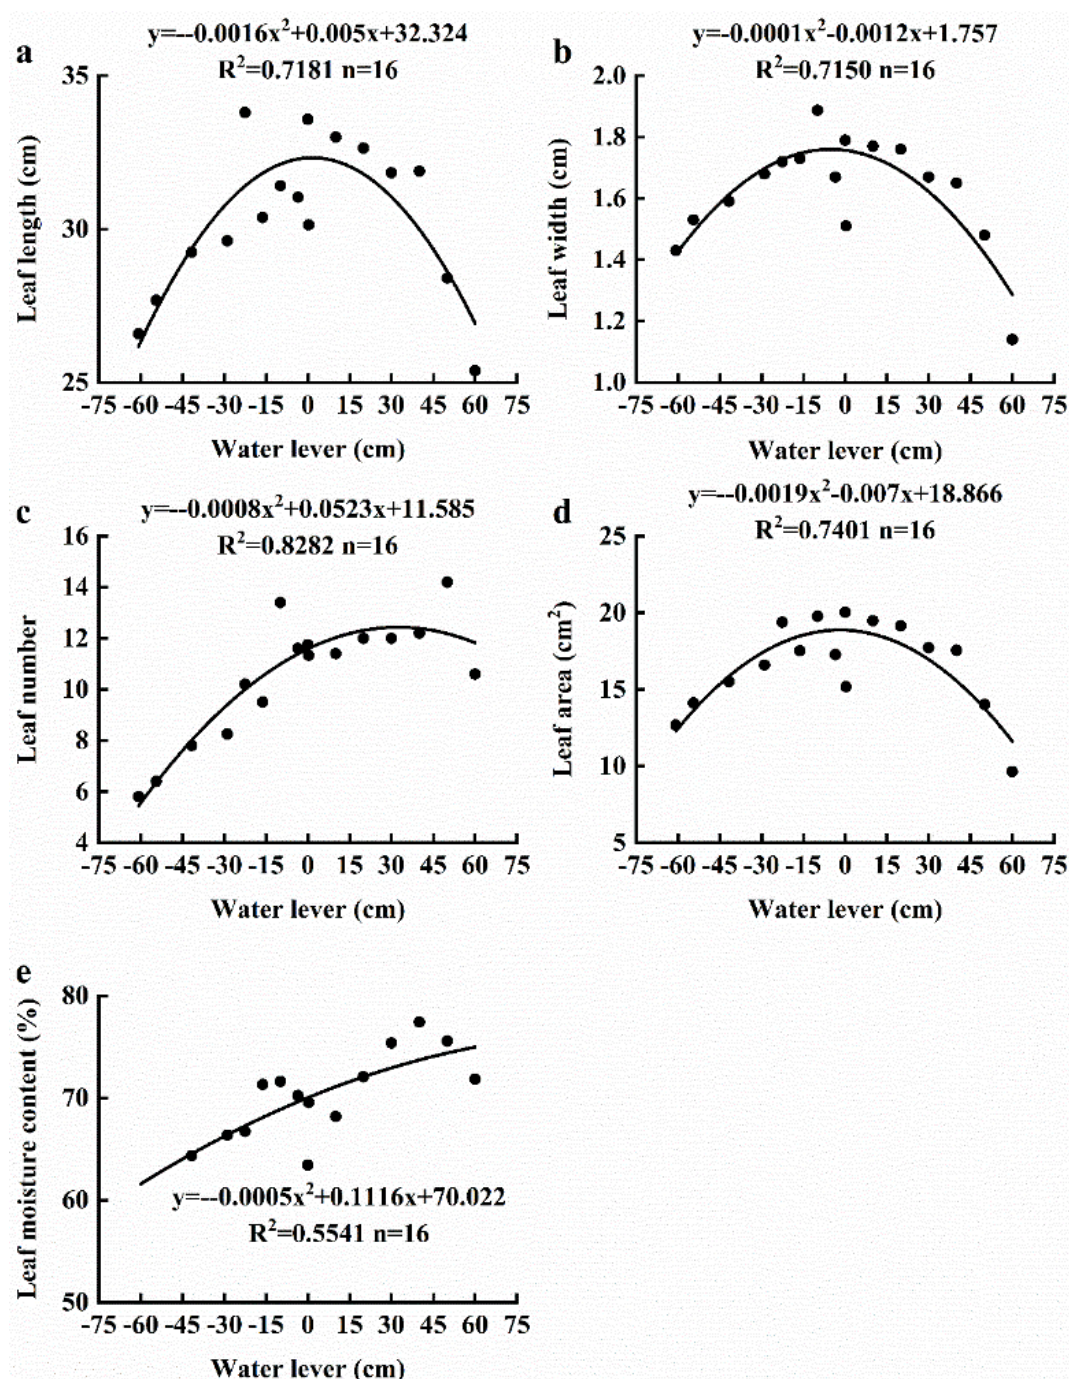 a
y=--0.0016x²+0.005x+32.324
R²=0.7181 n=16
35
30
25
Leaf length (cm)
-75 -60 -45 -30 -15 0 15 30 45 60 75
Water lever (cm)
b
y=-0.0001x²-0.0012x+1.757
R²=0.7150 n=16
2.0
1.8
1.6
1.4
1.2
1.0
Leaf width (cm)
-75 -60 -45 -30 -15 0 15 30 45 60 75
Water lever (cm)
c
y=--0.0008x²+0.0523x+11.585
R²=0.8282 n=16
16
14
12
10
8
6
4
Leaf number
-75 -60 -45 -30 -15 0 15 30 45 60 75
Water lever (cm)
d
y=--0.0019x²-0.007x+18.866
R²=0.7401 n=16
25
20
15
10
5
Leaf area (cm²)
-75 -60 -45 -30 -15 0 15 30 45 60 75
Water lever (cm)
e
80
70
60
50
Leaf moisture content (%)
y=--0.0005x²+0.1116x+70.022
R²=0.5541 n=16
-75 -60 -45 -30 -15 0 15 30 45 60 75
Water lever (cm)